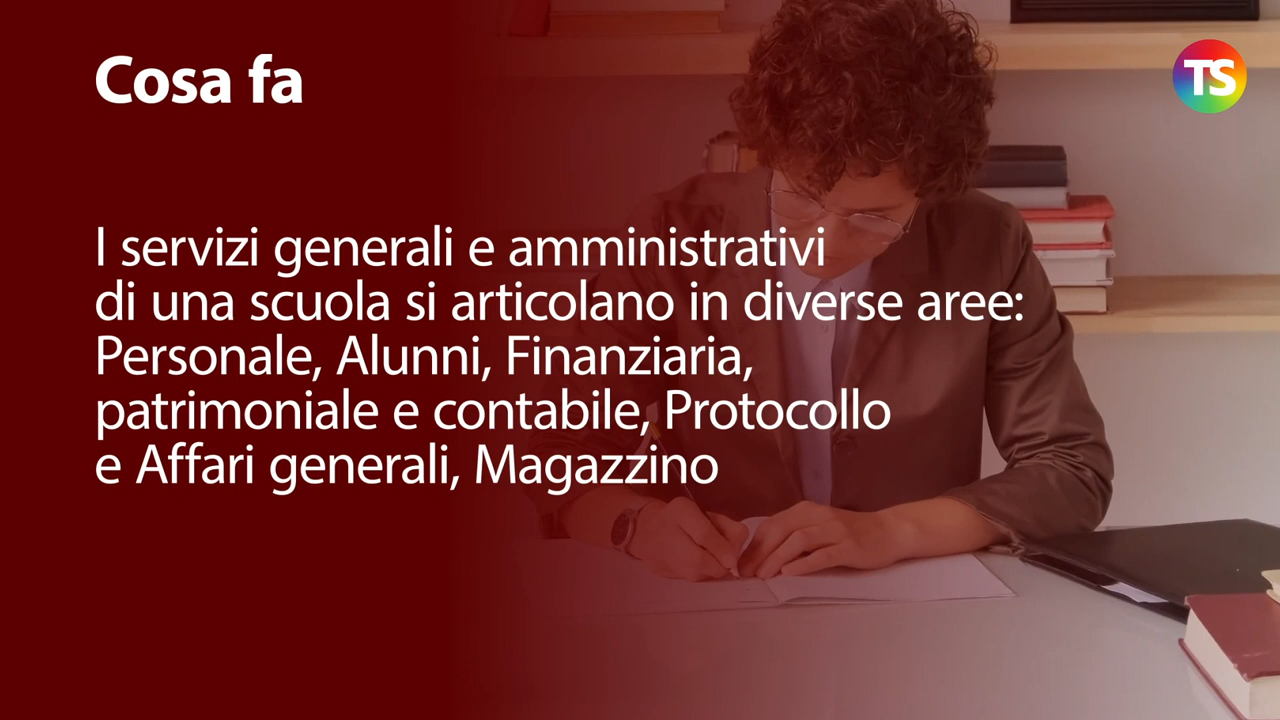 Cosa fa
TS
I servizi generali e amministrativi
di una scuola si articolano in diverse aree:
Personale, Alunni, Finanziaria,
patrimoniale e contabile, Protocollo
e Affari generali, Magazzino